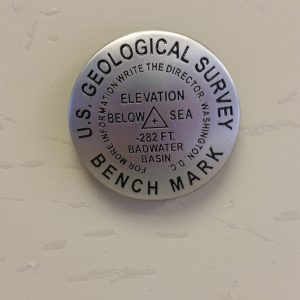 U.S. GEOLOGICAL SURVEY
FOR MORE INFORMATION WRITE THE DIRECTOR, WASHINGTON, D.C.
ELEVATION
BELOW + SEA
-282 FT.
BADWATER
BASIN
BENCH MARK